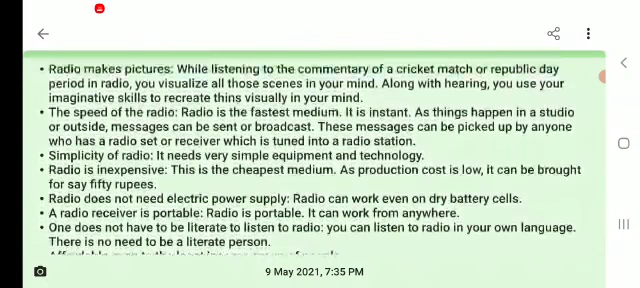 • Radio makes pictures: While listening to the commentary of a cricket match or republic day
period in radio, you visualize all those scenes in your mind. Along with hearing, you use your
imaginative skills to recreate thins visually in your mind.
• The speed of the radio: Radio is the fastest medium. It is instant. As things happen in a studio
or outside, messages can be sent or broadcast. These messages can be picked up by anyone
who has a radio set or receiver which is tuned into a radio station.
• Simplicity of radio: It needs very simple equipment and technology.
• Radio is inexpensive: This is the cheapest medium. As production cost is low, it can be brought
for say fifty rupees.
• Radio does not need electric power supply: Radio can work even on dry battery cells.
• A radio receiver is portable: Radio is portable. It can work from anywhere.
• One does not have to be literate to listen to radio: you can listen to radio in your own language.
There is no need to be a literate person.
9 May 2021, 7:35 PM